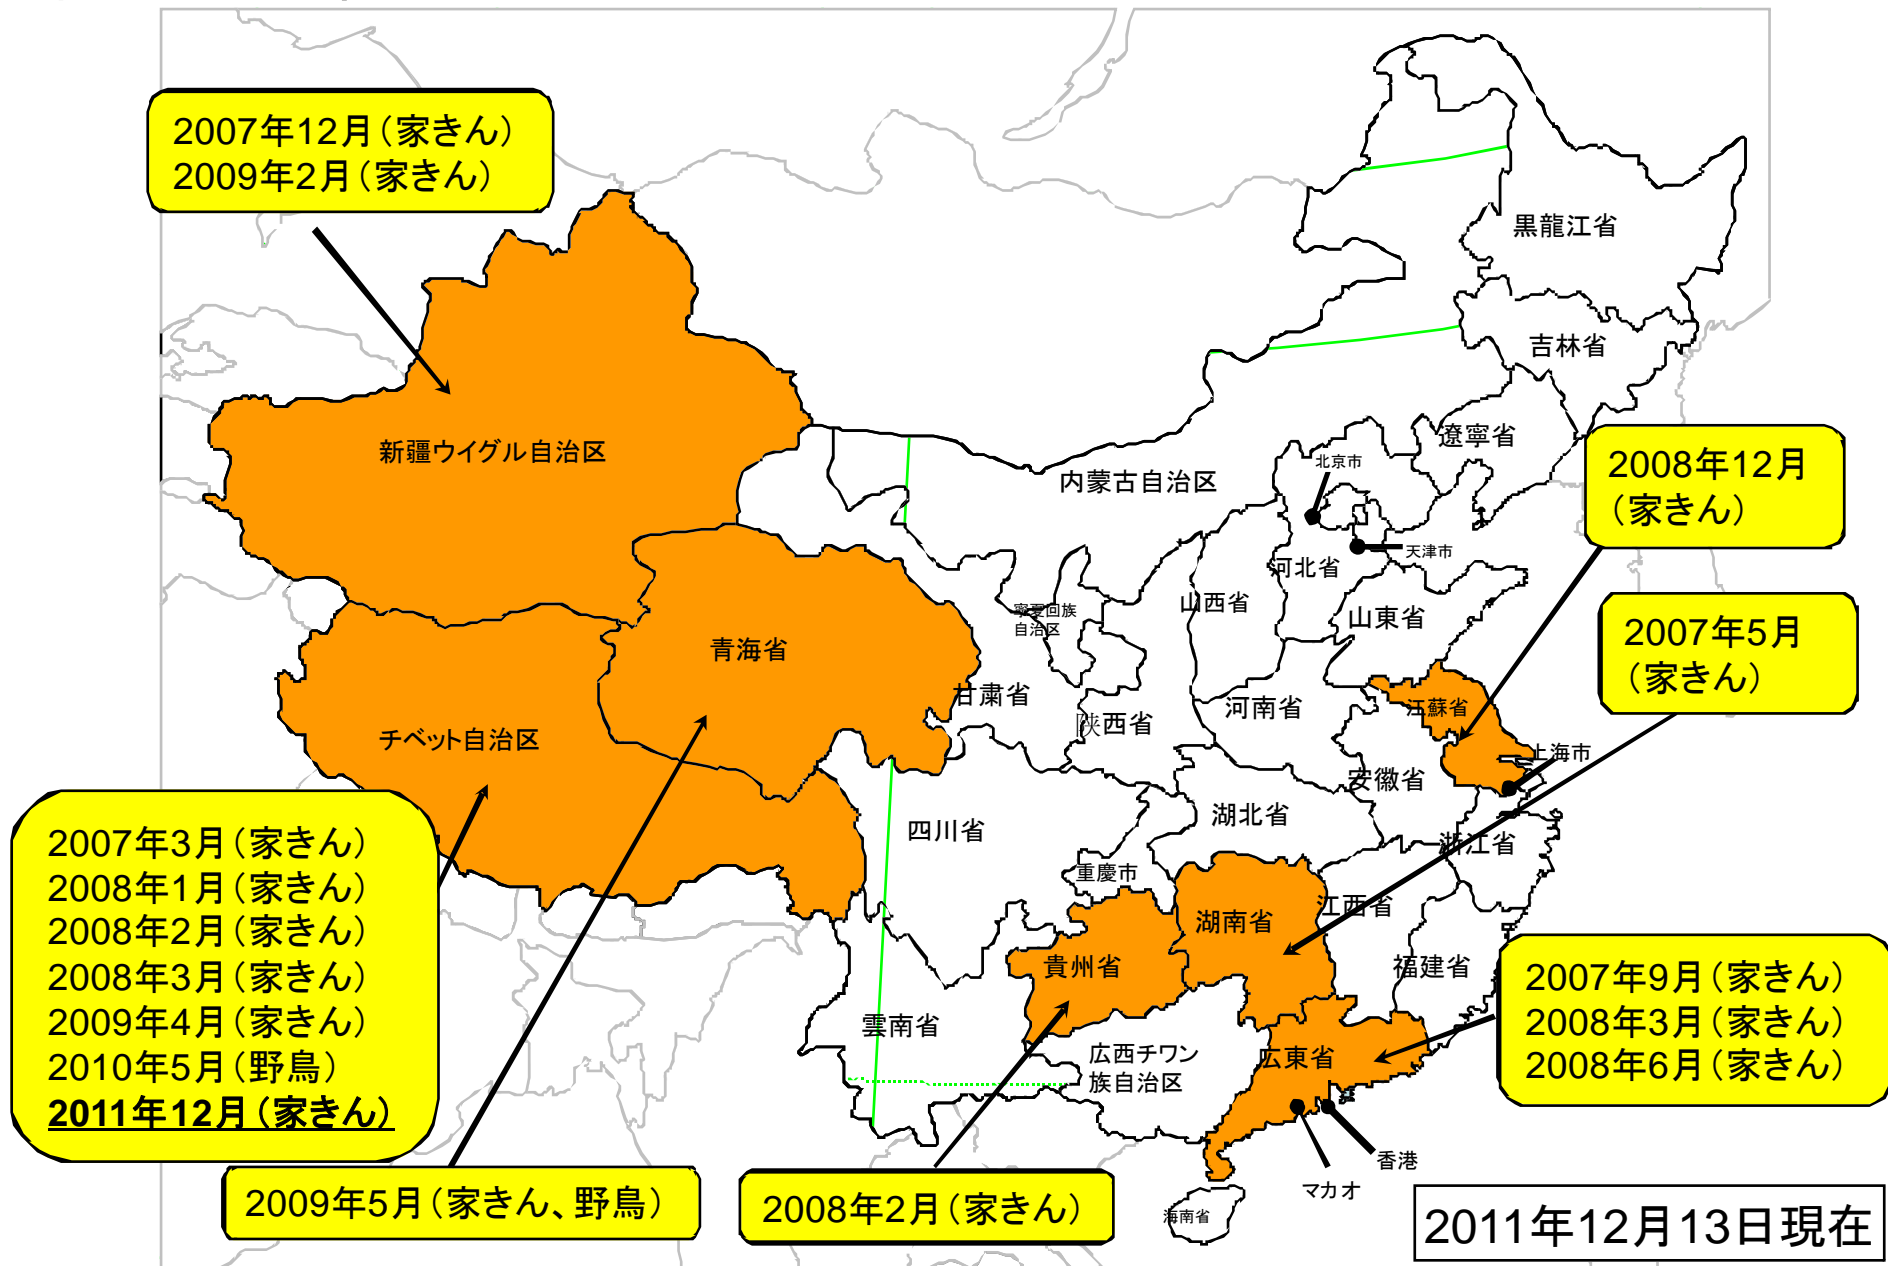 2007年12月(家きん)
2009年2月(家きん)
黒龍江省
吉林省
遼寧省
新疆ウイグル自治区
内蒙古自治区
北京市
天津市
河北省
2008年12月
(家きん)
山西省
寧夏回族
自治区
山東省
2007年5月
(家きん)
青海省
甘粛省
陝西省
河南省
江蘇省
チベット自治区
上海市
安徽省
湖北省
四川省
浙江省
重慶市
2007年3月(家きん)
2008年1月(家きん)
2008年2月(家きん)
2008年3月(家きん)
2009年4月(家きん)
2010年5月(野鳥)
2011年12月(家きん)
湖南省
江西省
貴州省
福建省
2007年9月(家きん)
2008年3月(家きん)
2008年6月(家きん)
雲南省
広西チワン
族自治区
広東省
香港
マカオ
海南省
2009年5月(家きん、野鳥)
2008年2月(家きん)
2011年12月13日現在